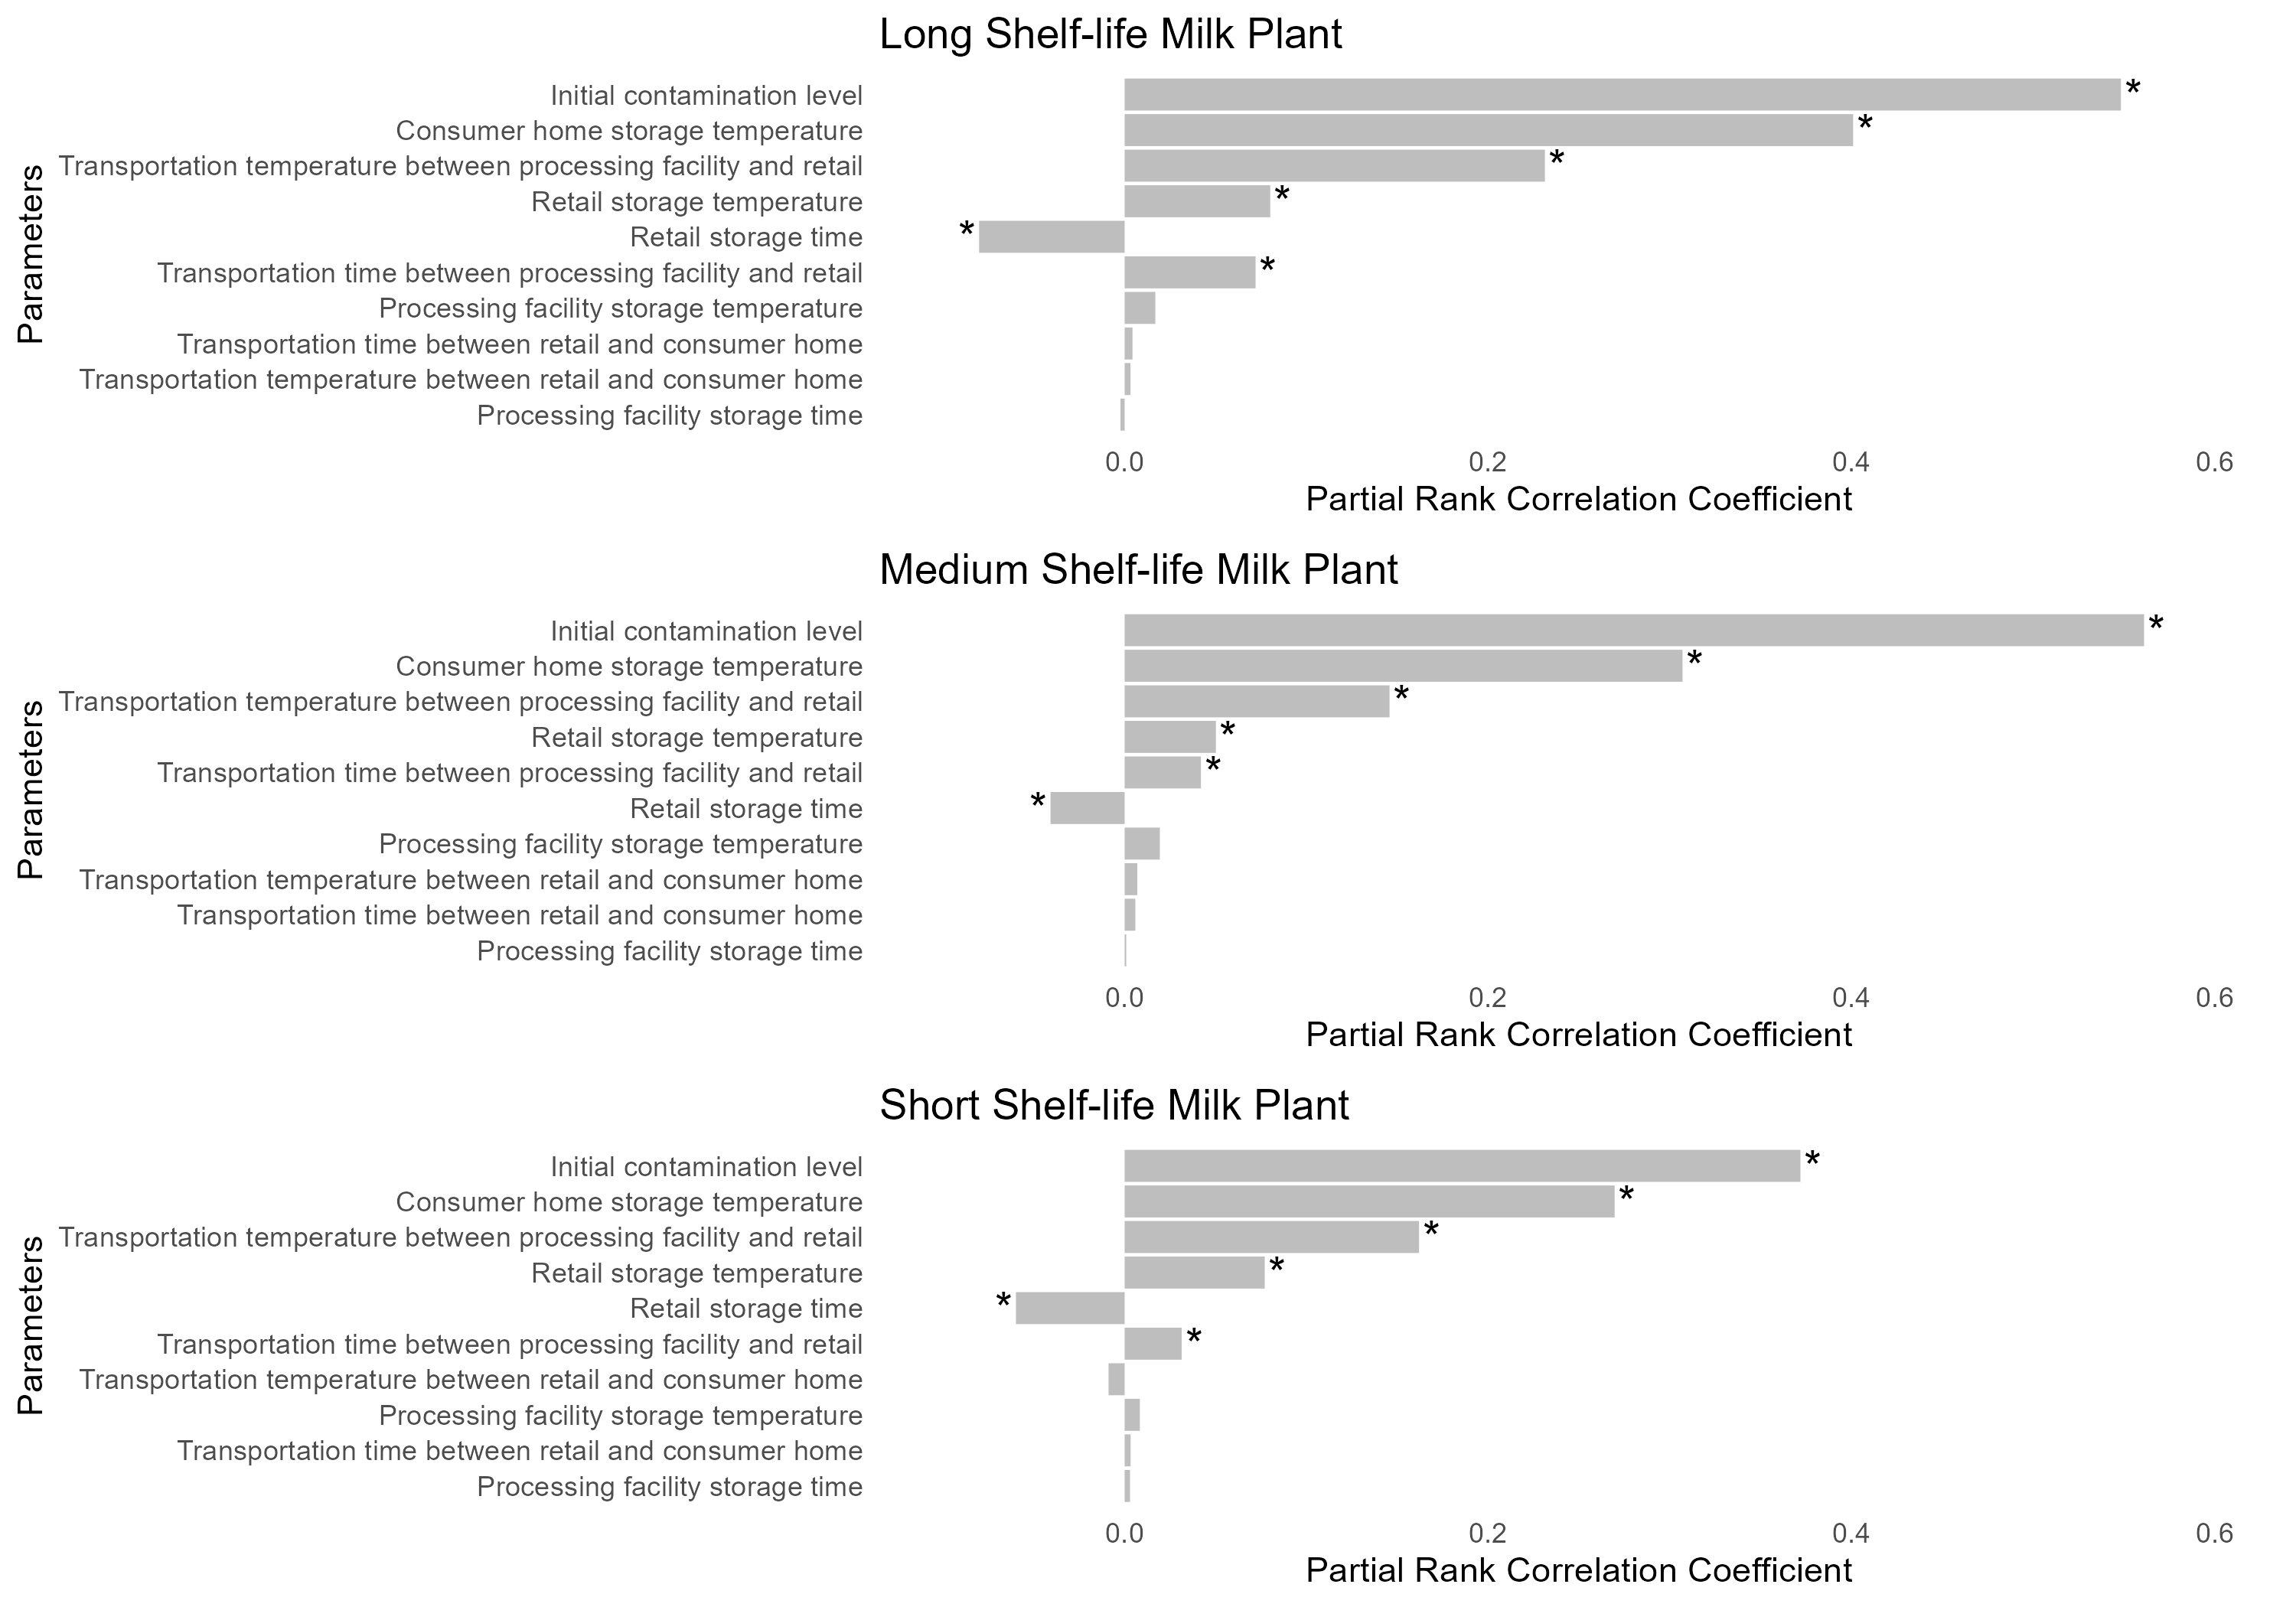 Long Shelf-life Milk Plant
Parameters
Initial contamination level
*
Consumer home storage temperature
*
Transportation temperature between processing facility and retail
*
Retail storage temperature
*
Retail storage time
*
Transportation time between processing facility and retail
*
Processing facility storage temperature
Transportation time between retail and consumer home
Transportation temperature between retail and consumer home
Processing facility storage time
0.0 0.2 0.4 0.6
Partial Rank Correlation Coefficient
Medium Shelf-life Milk Plant
Parameters
Initial contamination level
*
Consumer home storage temperature
*
Transportation temperature between processing facility and retail
*
Retail storage temperature
*
Transportation time between processing facility and retail
*
Retail storage time
*
Processing facility storage temperature
Transportation temperature between retail and consumer home
Transportation time between retail and consumer home
Processing facility storage time
0.0 0.2 0.4 0.6
Partial Rank Correlation Coefficient
Short Shelf-life Milk Plant
Parameters
Initial contamination level
*
Consumer home storage temperature
*
Transportation temperature between processing facility and retail
*
Retail storage temperature
*
Retail storage time
*
Transportation time between processing facility and retail
*
Transportation temperature between retail and consumer home
Processing facility storage temperature
Transportation time between retail and consumer home
Processing facility storage time
0.0 0.2 0.4 0.6
Partial Rank Correlation Coefficient